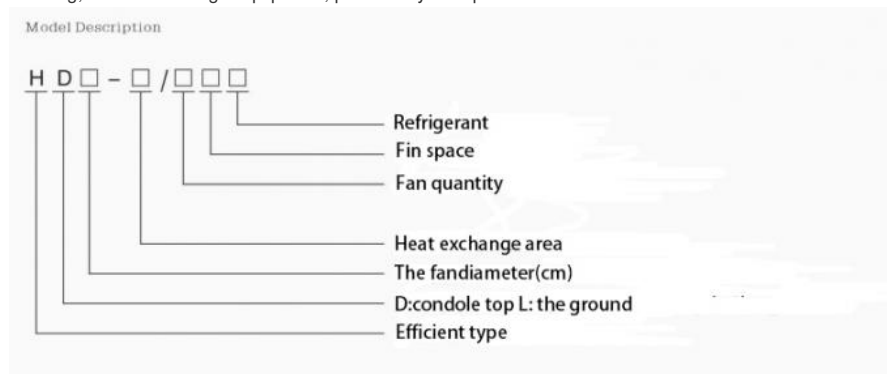 Model Description
H D □ - □ / □ □ □
Refrigerant
Fin space
Fan quantity
Heat exchange area
The fandiameter(cm)
D:condole top L: the ground
Efficient type